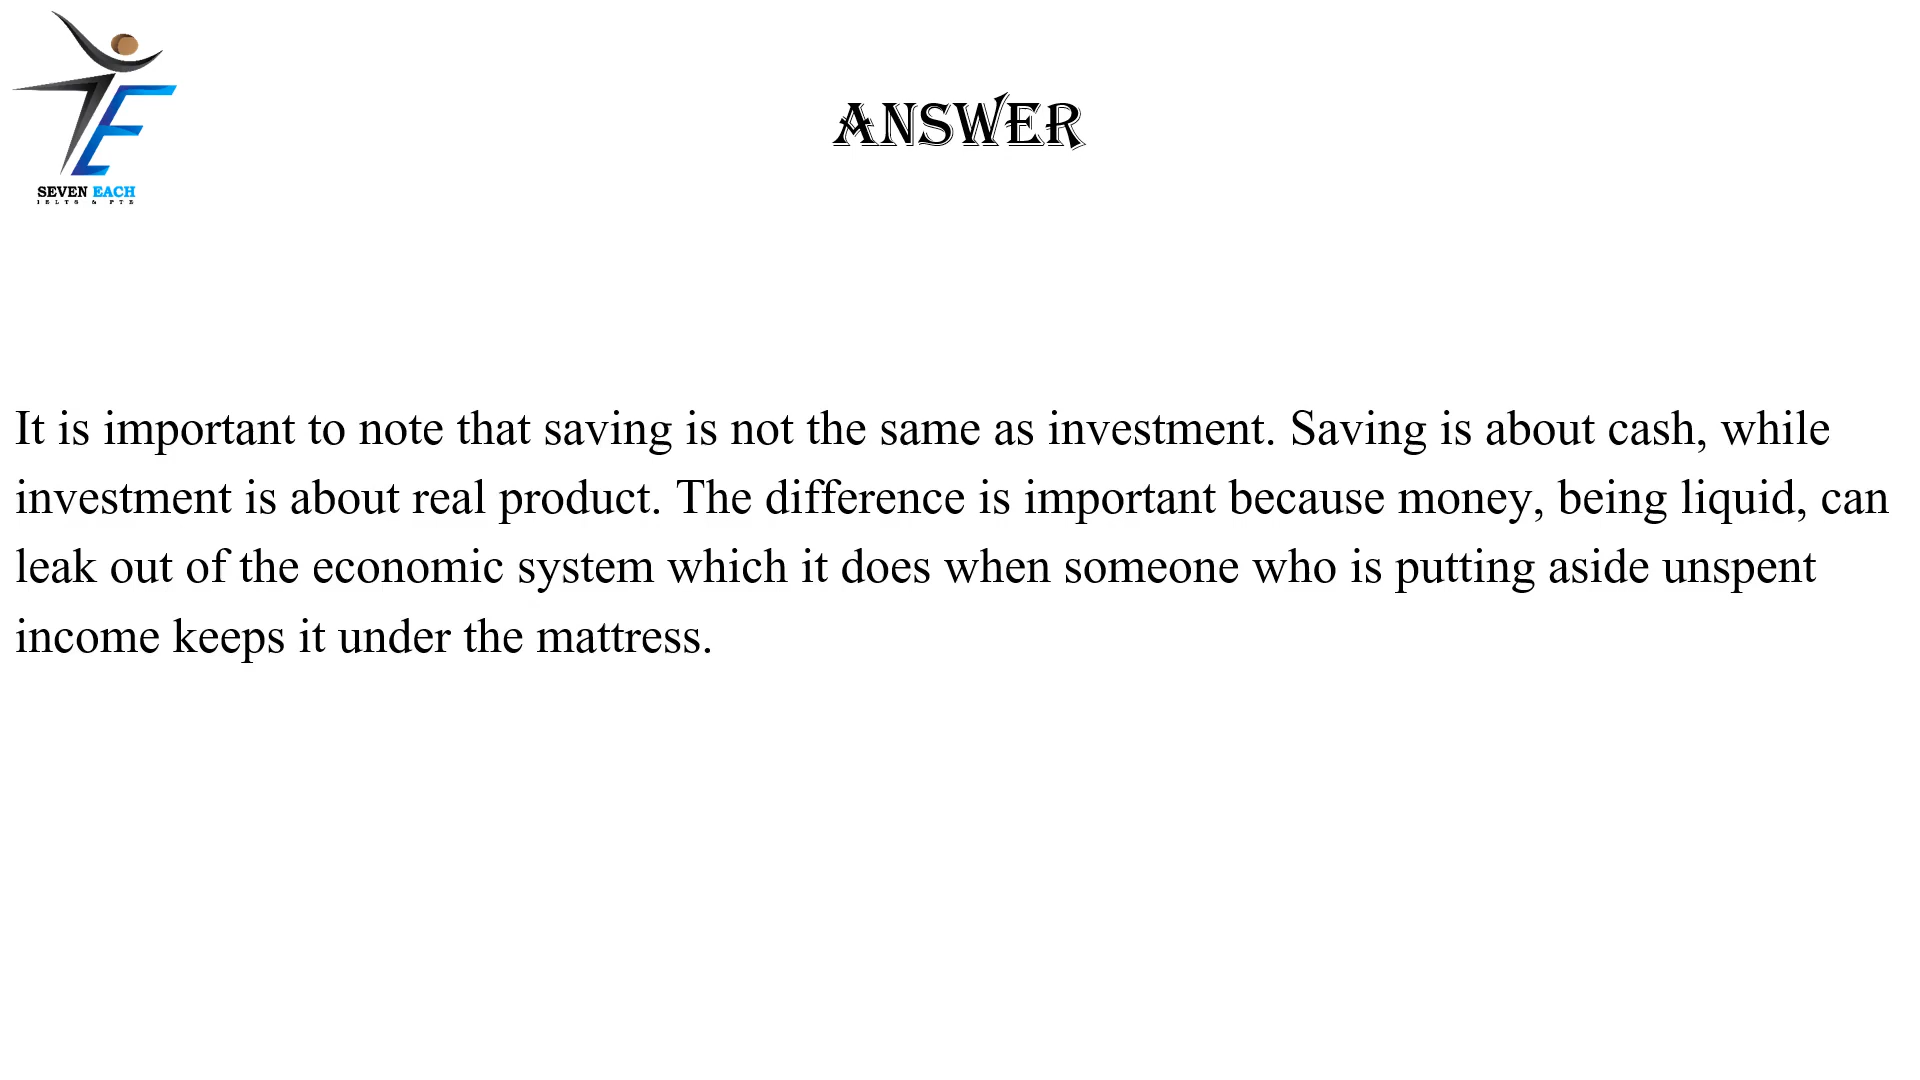 ANSWER
SEVEN EACH
IELTS & PTE
It is important to note that saving is not the same as investment. Saving is about cash, while
investment is about real product. The difference is important because money, being liquid, can
leak out of the economic system which it does when someone who is putting aside unspent
income keeps it under the mattress.